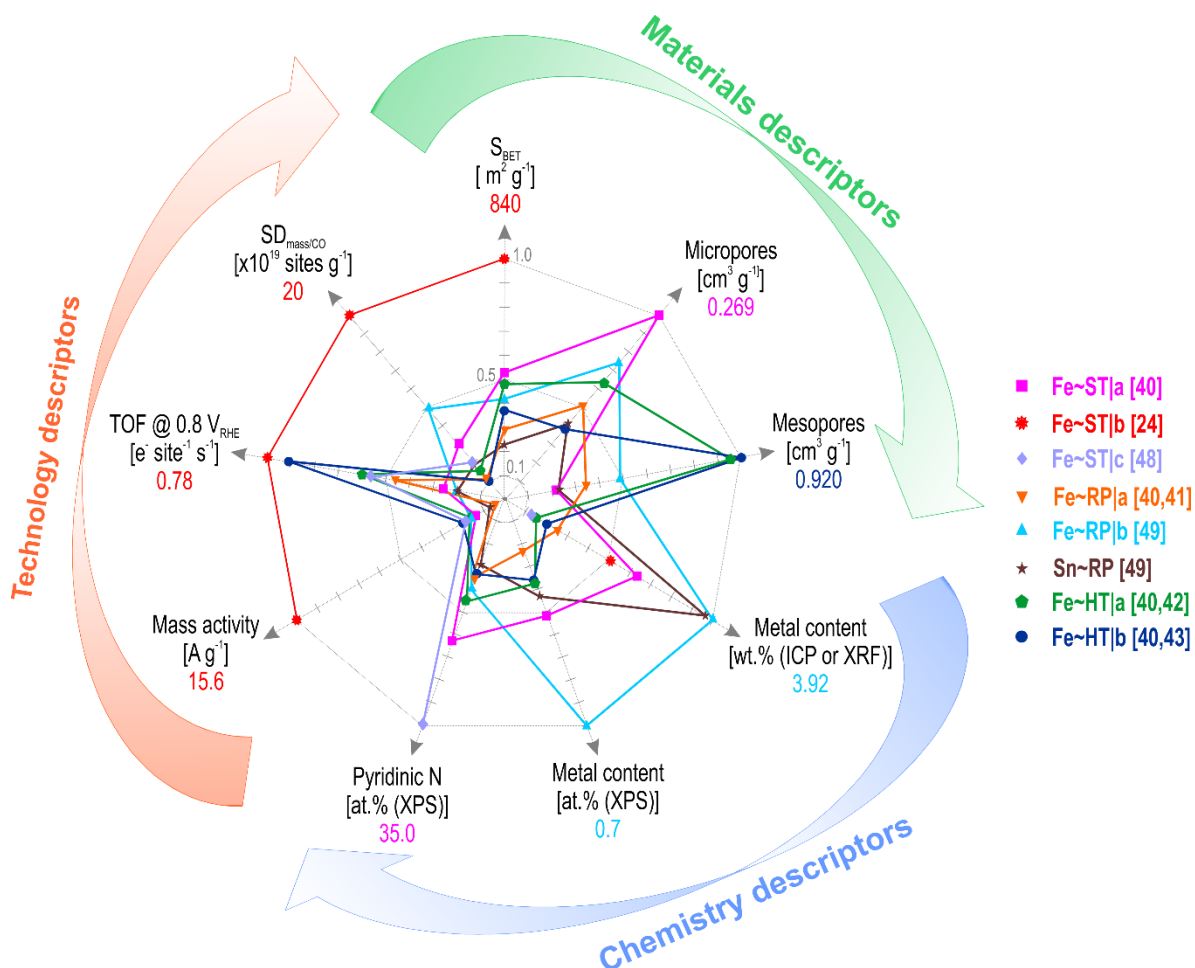 Materials descriptors
Technology descriptors
Chemistry descriptors
S_BET
[ m² g⁻¹]
840
Micropores
[cm³ g⁻¹]
0.269
Mesopores
[cm³ g⁻¹]
0.920
Metal content
[wt.% (ICP or XRF)]
3.92
Metal content
[at.% (XPS)]
0.7
Pyridinic N
[at.% (XPS)]
35.0
Mass activity
[A g⁻¹]
15.6
TOF @ 0.8 V_RHE
[e⁻ site⁻¹ s⁻¹]
0.78
SD_mass/CO
[x10¹⁹ sites g⁻¹]
20
1.0
0.5
0.1
Fe~ST|a [40]
Fe~ST|b [24]
Fe~ST|c [48]
Fe~RP|a [40,41]
Fe~RP|b [49]
Sn~RP [49]
Fe~HT|a [40,42]
Fe~HT|b [40,43]